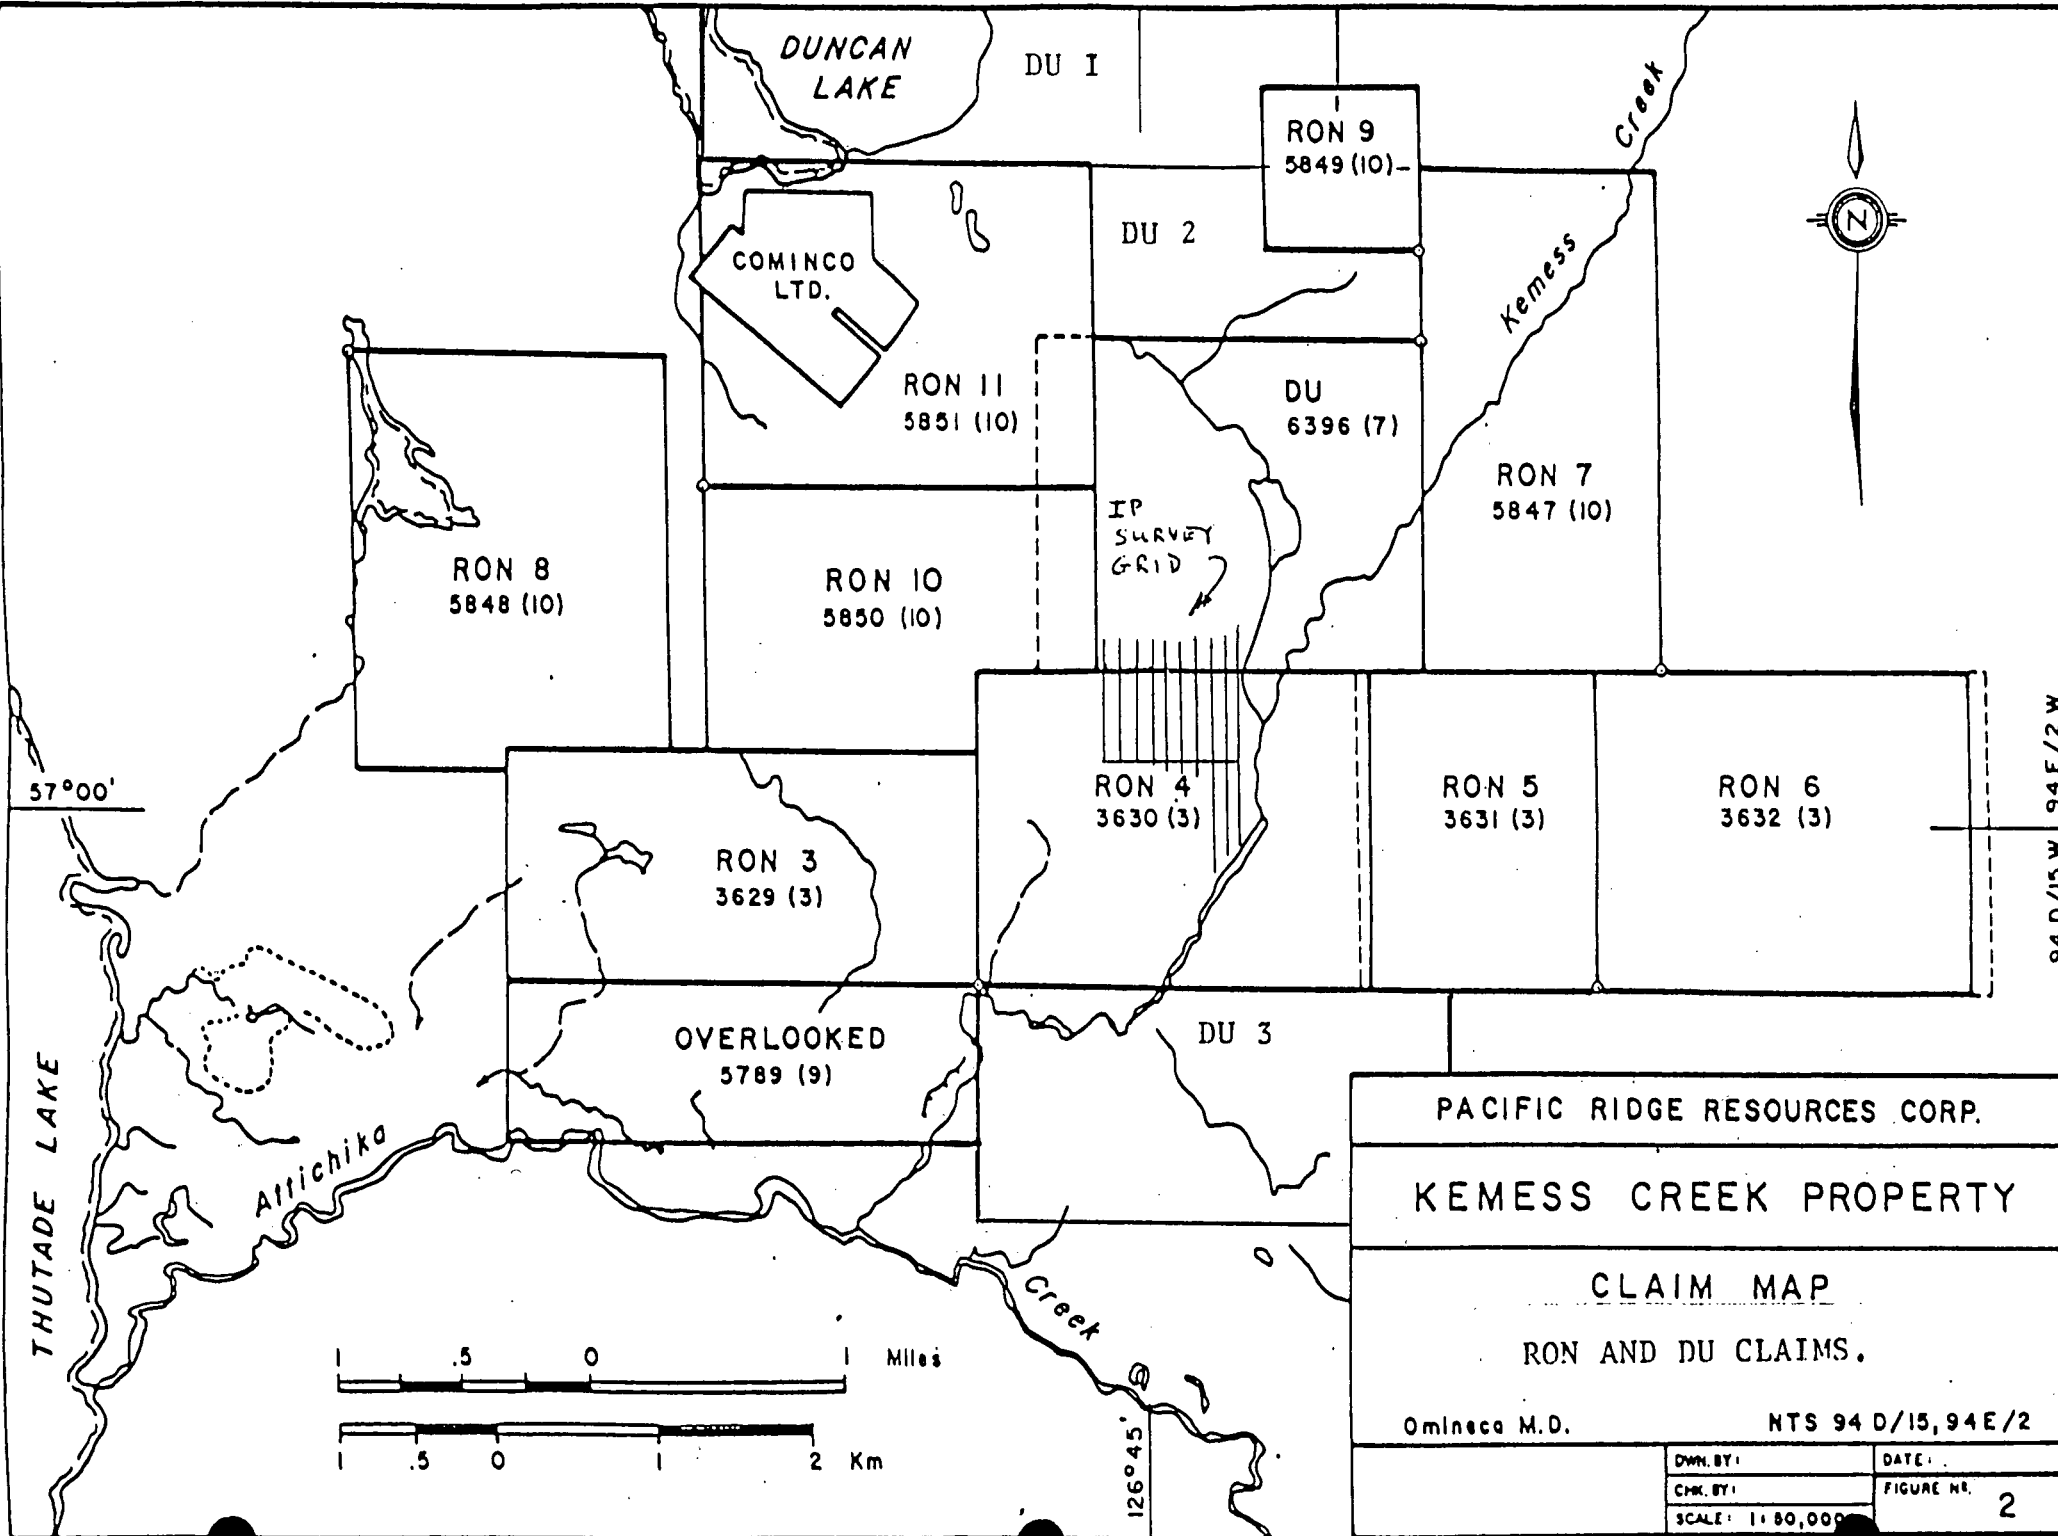 DUNCAN
LAKE
DU I
RON 9
5849 (10)
Kemess Creek
N
COMINCO
LTD.
DU 2
RON 11
5851 (10)
DU
6396 (7)
RON 7
5847 (10)
IP
SURVEY
GRID
RON 8
5848 (10)
RON 10
5850 (10)
57°00'
RON 4
3630 (3)
RON 5
3631 (3)
RON 6
3632 (3)
94 D/15 W 94 E/2 W
RON 3
3629 (3)
OVERLOOKED
5789 (9)
DU 3
THUTADE LAKE
Attichika
Creek
1 .5 0 1 Miles
1 .5 0 1 2 Km
126°45'
PACIFIC RIDGE RESOURCES CORP.
KEMESS CREEK PROPERTY
CLAIM MAP
RON AND DU CLAIMS.
Omineca M.D. NTS 94 D/15, 94 E/2
DWN. BY: DATE:
CHK. BY: FIGURE NO. 2
SCALE: